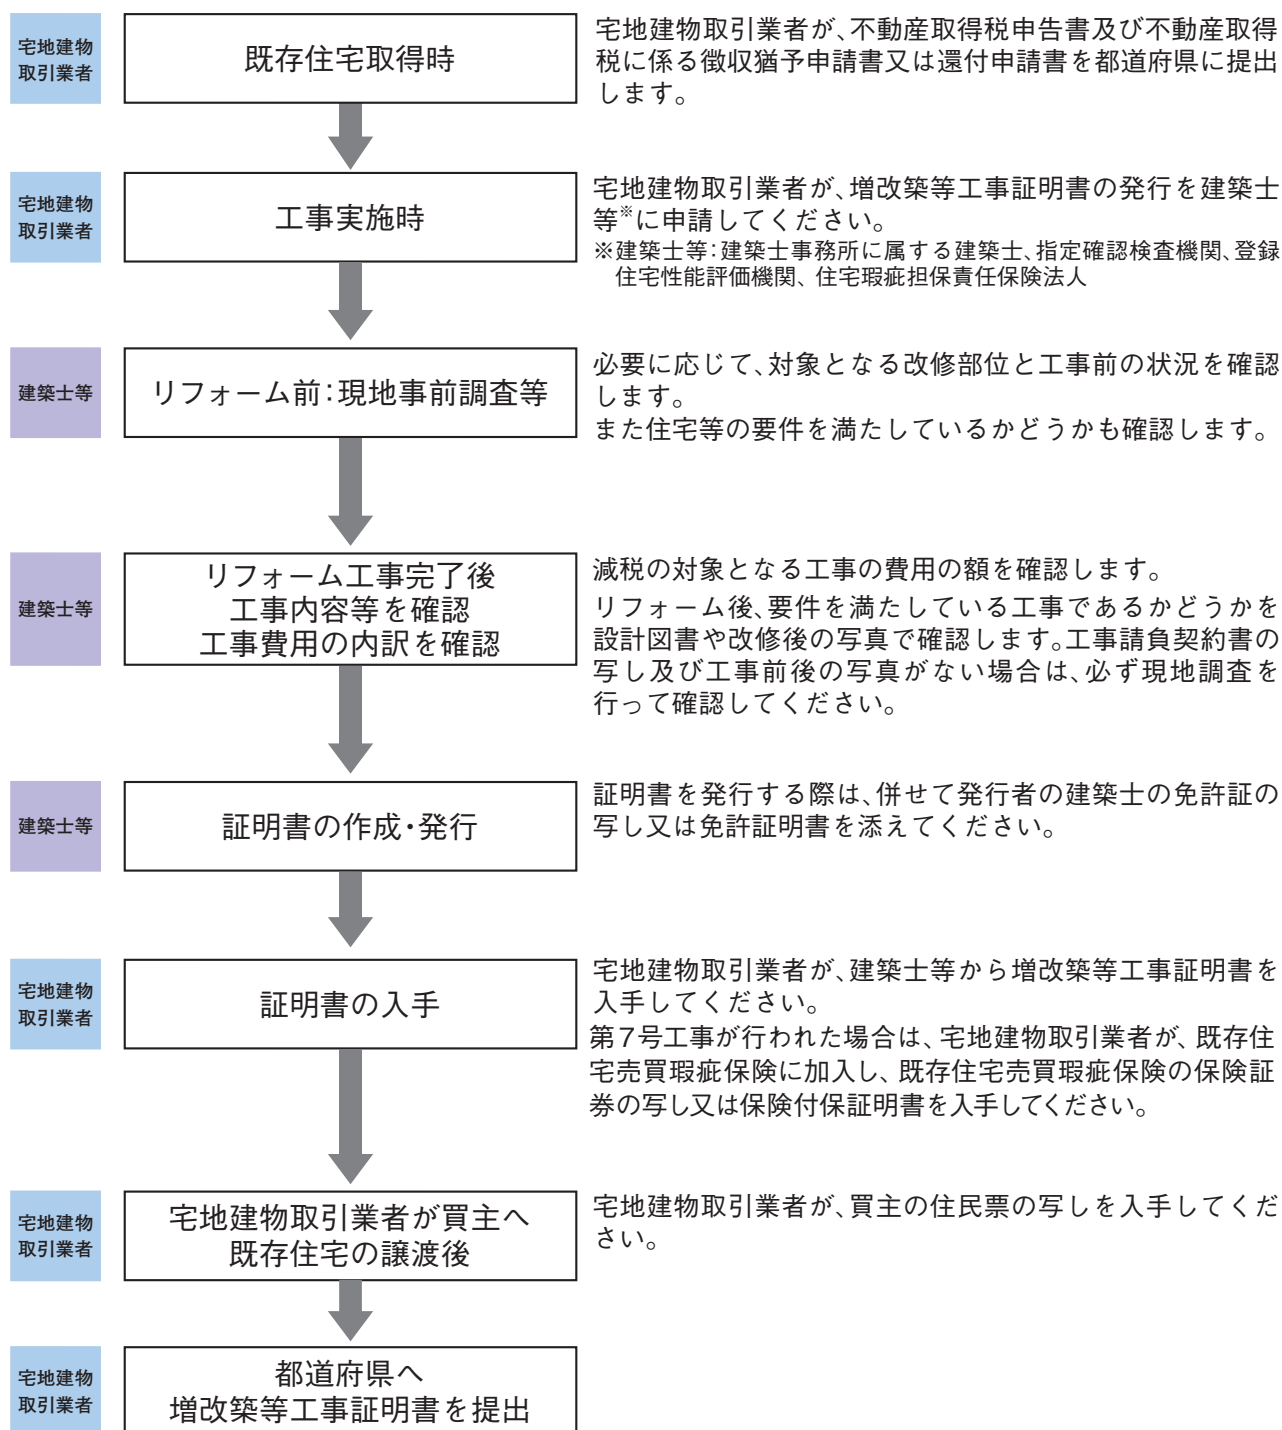 宅地建物
取引業者
既存住宅取得時
宅地建物取引業者が、不動産取得税申告書及び不動産取得
税に係る徴収猶予申請書又は還付申請書を都道府県に提出
します。
宅地建物
取引業者
工事実施時
宅地建物取引業者が、増改築等工事証明書の発行を建築士
等※に申請してください。
※建築士等：建築士事務所に属する建築士、指定確認検査機関、登録
住宅性能評価機関、住宅瑕疵担保責任保険法人
建築士等
リフォーム前：現地事前調査等
必要に応じて、対象となる改修部位と工事前の状況を確認
します。
また住宅等の要件を満たしているかどうかも確認します。
建築士等
リフォーム工事完了後
工事内容等を確認
工事費用の内訳を確認
減税の対象となる工事の費用の額を確認します。
リフォーム後、要件を満たしている工事であるかどうかを
設計図書や改修後の写真で確認します。工事請負契約書の
写し及び工事前後の写真がない場合は、必ず現地調査を
行って確認してください。
建築士等
証明書の作成・発行
証明書を発行する際は、併せて発行者の建築士の免許証の
写し又は免許証明書を添えてください。
宅地建物
取引業者
証明書の入手
宅地建物取引業者が、建築士等から増改築等工事証明書を
入手してください。
第７号工事が行われた場合は、宅地建物取引業者が、既存住
宅売買瑕疵保険に加入し、既存住宅売買瑕疵保険の保険証
券の写し又は保険付保証明書を入手してください。
宅地建物
取引業者
宅地建物取引業者が買主へ
既存住宅の譲渡後
宅地建物取引業者が、買主の住民票の写しを入手してくだ
さい。
宅地建物
取引業者
都道府県へ
増改築等工事証明書を提出